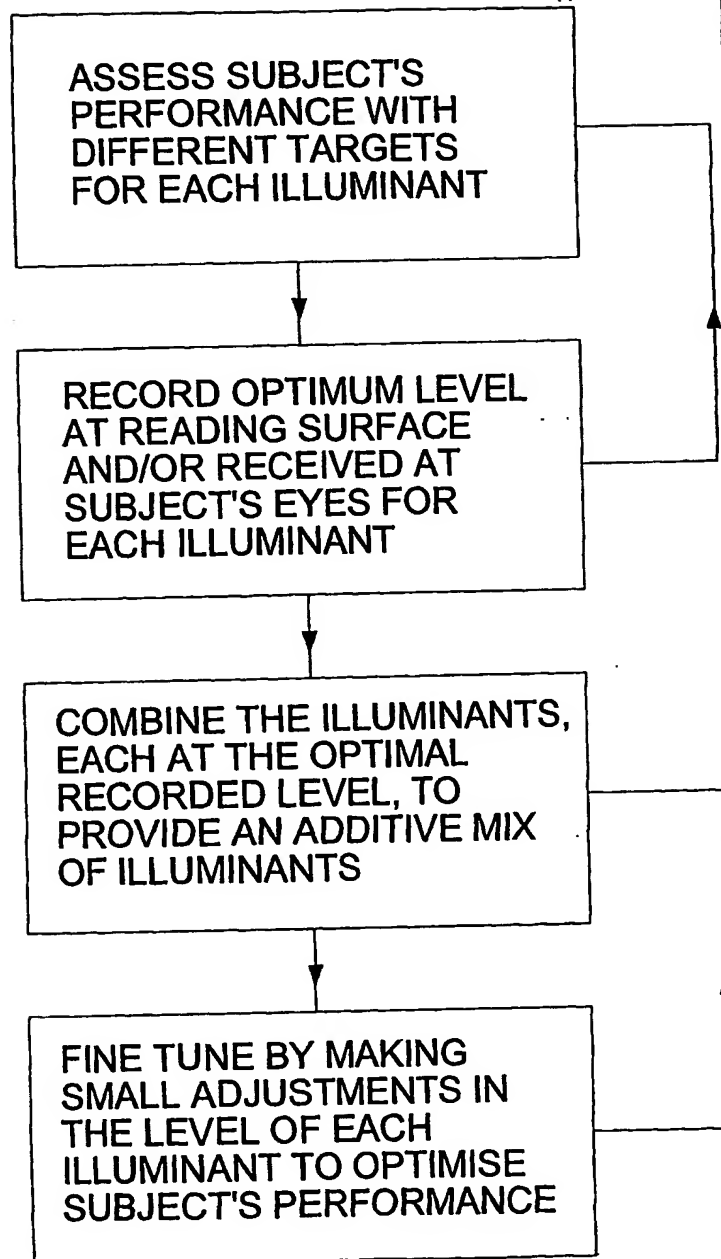 ASSESS SUBJECT'S
PERFORMANCE WITH
DIFFERENT TARGETS
FOR EACH ILLUMINANT
RECORD OPTIMUM LEVEL
AT READING SURFACE
AND/OR RECEIVED AT
SUBJECT'S EYES FOR
EACH ILLUMINANT
COMBINE THE ILLUMINANTS,
EACH AT THE OPTIMAL
RECORDED LEVEL, TO
PROVIDE AN ADDITIVE MIX
OF ILLUMINANTS
FINE TUNE BY MAKING
SMALL ADJUSTMENTS IN
THE LEVEL OF EACH
ILLUMINANT TO OPTIMISE
SUBJECT'S PERFORMANCE